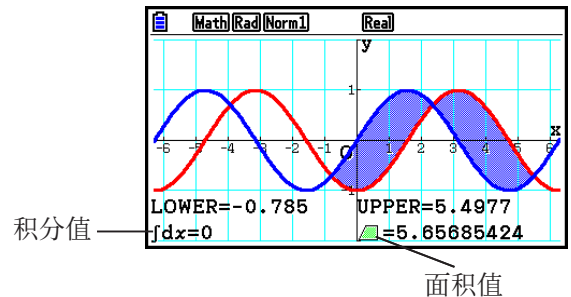 Math Rad Norm1 Real
y
1
-6 -5 -4 -3 -2 -1 O 1 2 3 4 5 6 x
-1
LOWER=-0.785 UPPER=5.4977
积分值 ∫dx=0 =5.65685424
面积值